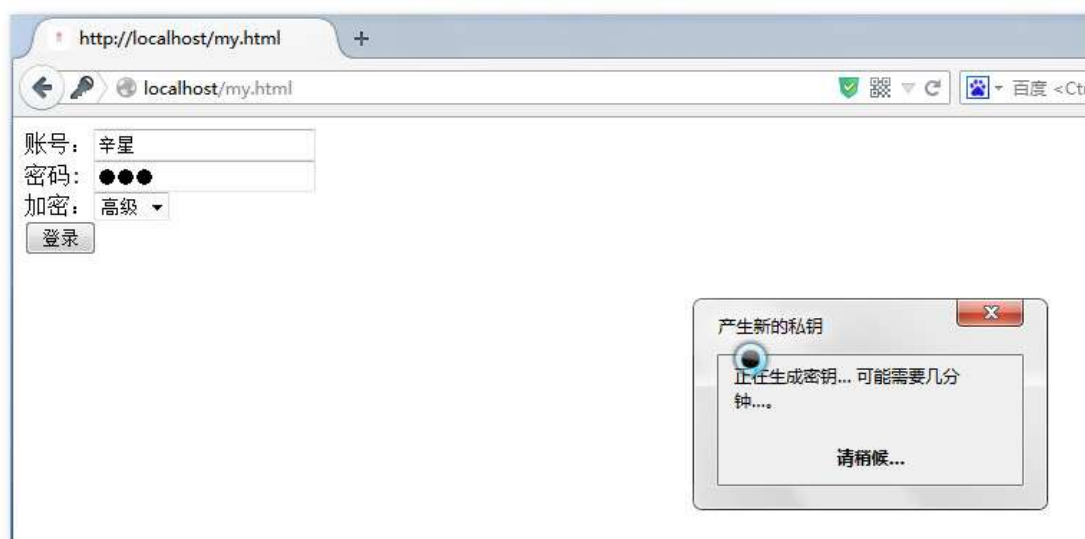 http://localhost/my.html
localhost/my.html
百度 <Ct
账号：辛星
密码：●●●
加密：高级
登录
产生新的私钥
正在生成密钥... 可能需要几分
钟...。
请稍候...